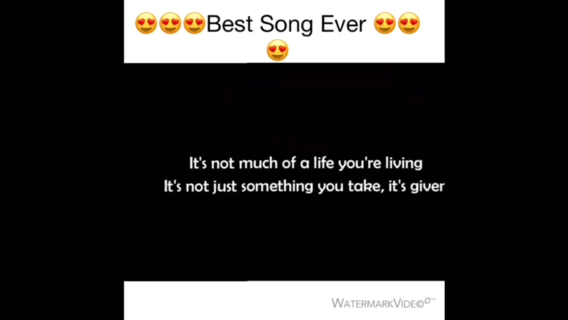 😍😍😍Best Song Ever 😍😍
😍
It's not much of a life you're living
It's not just something you take, it's giver
WATERMARKVIDEO